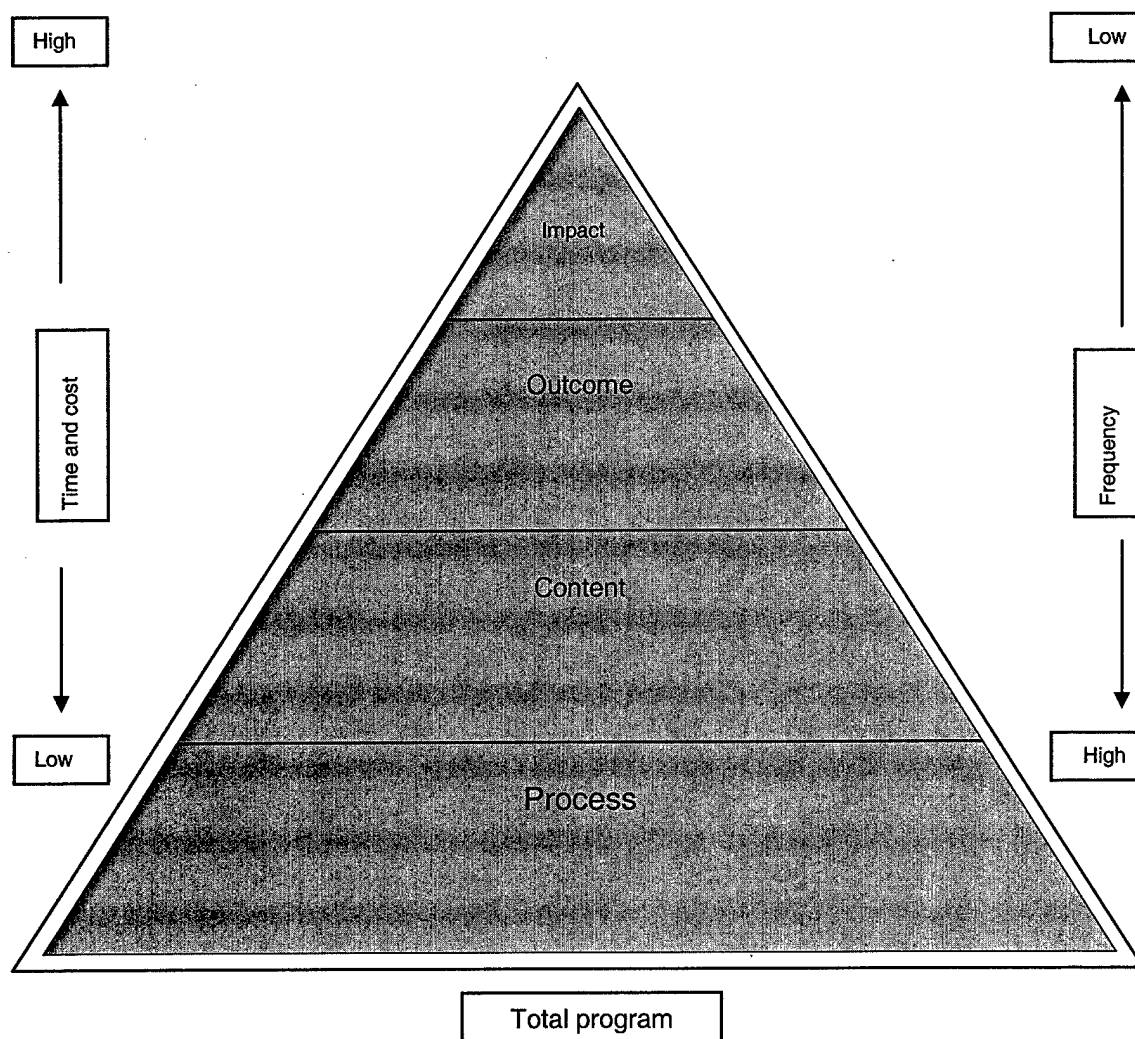 High
Low
Impact
Outcome
Time and cost
Frequency
Content
Low
High
Process
Total program